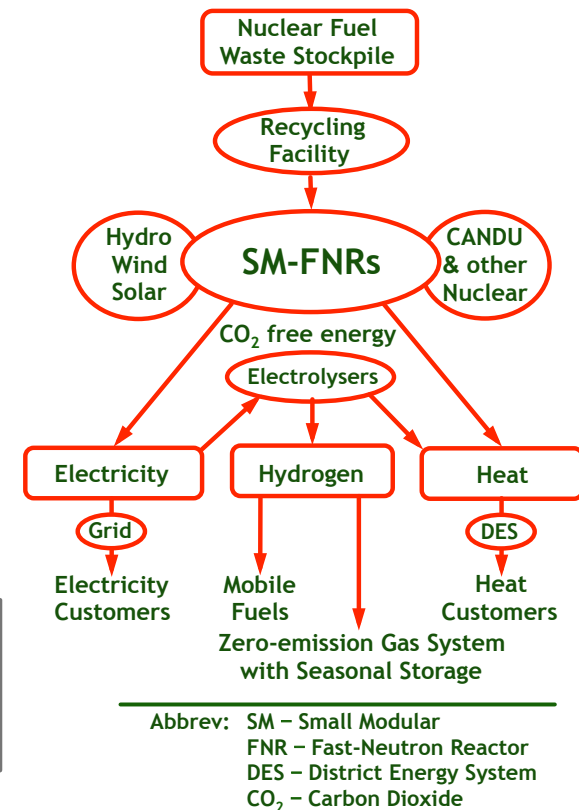 Nuclear Fuel
Waste Stockpile
Recycling
Facility
Hydro
Wind
Solar
SM-FNRs
CANDU
& other
Nuclear
CO₂ free energy
Electrolysers
Electricity
Hydrogen
Heat
Grid
DES
Electricity
Customers
Mobile
Fuels
Heat
Customers
Zero-emission Gas System
with Seasonal Storage
Abbrev: SM – Small Modular
FNR – Fast-Neutron Reactor
DES – District Energy System
CO₂ – Carbon Dioxide